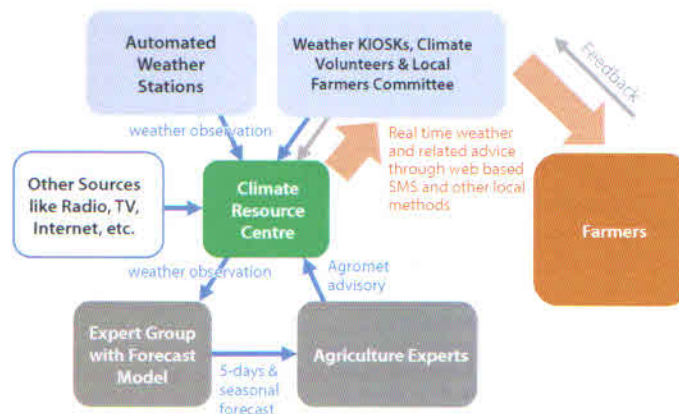 Automated
Weather
Stations
Weather KIOSKs, Climate
Volunteers & Local
Farmers Committee
Feedback
weather observation
Real time weather
and related advice
through web based
SMS and other local
methods
Other Sources
like Radio, TV,
Internet, etc.
Climate
Resource
Centre
Farmers
weather observation
Agromet
advisory
Expert Group
with Forecast
Model
5-days &
seasonal
forecast
Agriculture Experts